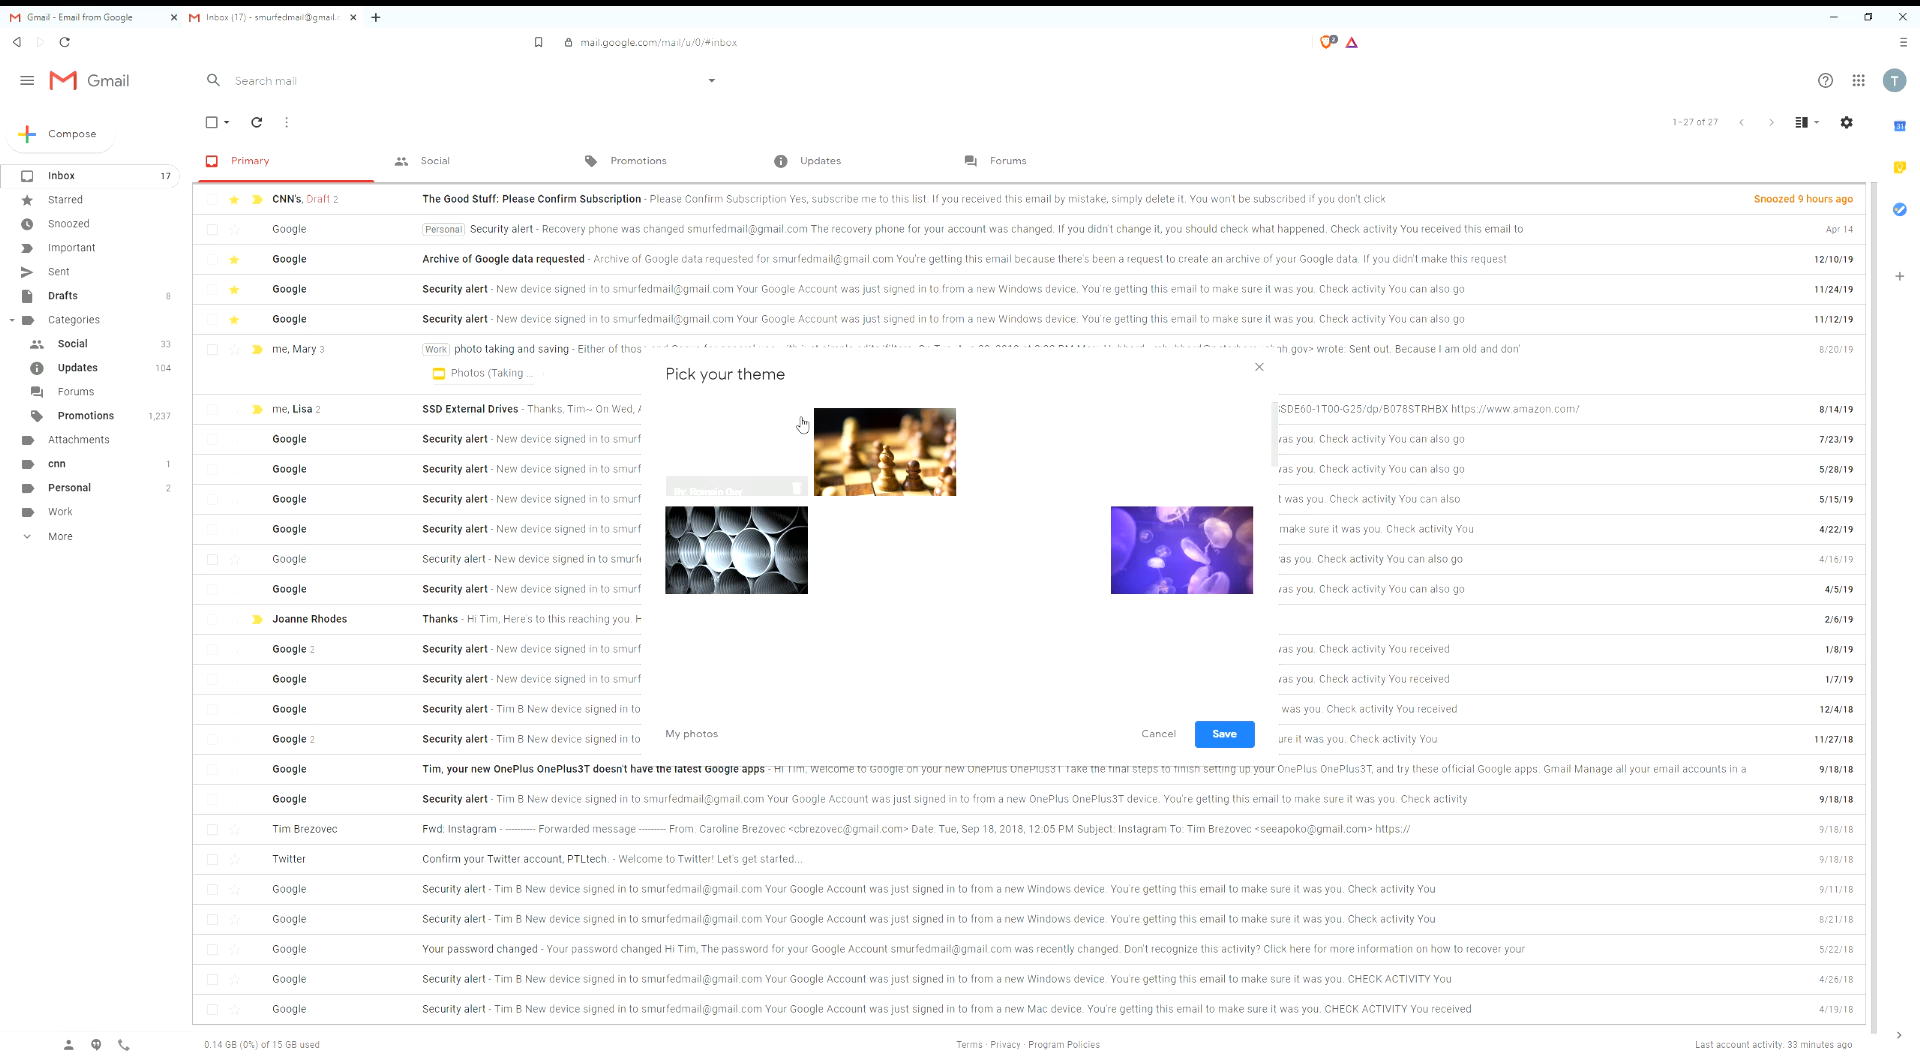 Gmail - Email from Google
Inbox (17) - smurfedmail@gmail.
mail.google.com/mail/u/0/#inbox
2
Gmail
Search mail
T
Compose
1-27 of 27
31
Primary
Social
Promotions
Updates
Forums
Inbox 17
Starred
Snoozed
Important
Sent
Drafts 8
Categories
Social 33
Updates 104
Forums
Promotions 1,237
Attachments
cnn 1
Personal 2
Work
More
CNN's, Draft 2 The Good Stuff: Please Confirm Subscription - Please Confirm Subscription Yes, subscribe me to this list. If you received this email by mistake, simply delete it. You won't be subscribed if you don't click Snoozed 9 hours ago
Google Personal Security alert - Recovery phone was changed smurfedmail@gmail.com The recovery phone for your account was changed. If you didn't change it, you should check what happened. Check activity You received this email to Apr 14
Google Archive of Google data requested - Archive of Google data requested for smurfedmail@gmail.com You're getting this email because there's been a request to create an archive of your Google data. If you didn't make this request 12/10/19
Google Security alert - New device signed in to smurfedmail@gmail.com Your Google Account was just signed in to from a new Windows device. You're getting this email to make sure it was you. Check activity You can also go 11/24/19
Google Security alert - New device signed in to smurfedmail@gmail.com Your Google Account was just signed in to from a new Windows device. You're getting this email to make sure it was you. Check activity You can also go 11/12/19
me, Mary 3 Work photo taking and saving - Either of thos wrote: Sent out. Because I am old and don' 8/20/19
Photos (Taking ...
me, Lisa 2 SSD External Drives - Thanks, Tim~ On Wed, SDE60-1T00-G25/dp/B078STRHBX https://www.amazon.com/ 8/14/19
Google Security alert - New device signed in to smurf as you. Check activity You can also go 7/23/19
Google Security alert - New device signed in to smurf as you. Check activity You can also go 5/28/19
Google Security alert - New device signed in to smurf t was you. Check activity You can also 5/15/19
Google Security alert - New device signed in to smurf make sure it was you. Check activity You 4/22/19
Google Security alert - New device signed in to smurf as you. Check activity You can also go 4/16/19
Google Security alert - New device signed in to smurf as you. Check activity You can also go 4/5/19
Joanne Rhodes Thanks - Hi Tim, Here's to this reaching you. H 2/6/19
Google 2 Security alert - New device signed in to smurf as you. Check activity You received 1/8/19
Google Security alert - New device signed in to smurf as you. Check activity You received 1/7/19
Google Security alert - Tim B New device signed in to was you. Check activity You received 12/4/18
Google 2 Security alert - Tim B New device signed in to ure it was you. Check activity You 11/27/18
Pick your theme
My photos
Cancel
Save
Google Tim, your new OnePlus OnePlus3T doesn't have the latest Google apps - Hi Tim, Welcome to Google on your new OnePlus OnePlus3T Take the final steps to finish setting up your OnePlus OnePlus3T, and try these official Google apps. Gmail Manage all your email accounts in a 9/18/18
Google Security alert - Tim B New device signed in to smurfedmail@gmail.com Your Google Account was just signed in to from a new OnePlus OnePlus3T device. You're getting this email to make sure it was you. Check activity 9/18/18
Tim Brezovec Fwd: Instagram - ---------- Forwarded message --------- From: Caroline Brezovec <cbrezovec@gmail.com> Date: Tue, Sep 18, 2018, 12:05 PM Subject: Instagram To: Tim Brezovec <seeapoko@gmail.com> https:// 9/18/18
Twitter Confirm your Twitter account, PTLtech. - Welcome to Twitter! Let's get started... 9/18/18
Google Security alert - Tim B New device signed in to smurfedmail@gmail.com Your Google Account was just signed in to from a new Windows device. You're getting this email to make sure it was you. Check activity You 9/11/18
Google Security alert - Tim B New device signed in to smurfedmail@gmail.com Your Google Account was just signed in to from a new Windows device. You're getting this email to make sure it was you. Check activity You 8/21/18
Google Your password changed - Your password changed Hi Tim, The password for your Google Account smurfedmail@gmail.com was recently changed. Don't recognize this activity? Click here for more information on how to recover your 5/22/18
Google Security alert - Tim B New device signed in to smurfedmail@gmail.com Your Google Account was just signed in to from a new Windows device. You're getting this email to make sure it was you. CHECK ACTIVITY You 4/26/18
Google Security alert - Tim B New device signed in to smurfedmail@gmail.com Your Google Account was just signed in to from a new Mac device. You're getting this email to make sure it was you. CHECK ACTIVITY You received 4/19/18
0.14 GB (0%) of 15 GB used
Terms · Privacy · Program Policies
Last account activity: 33 minutes ago